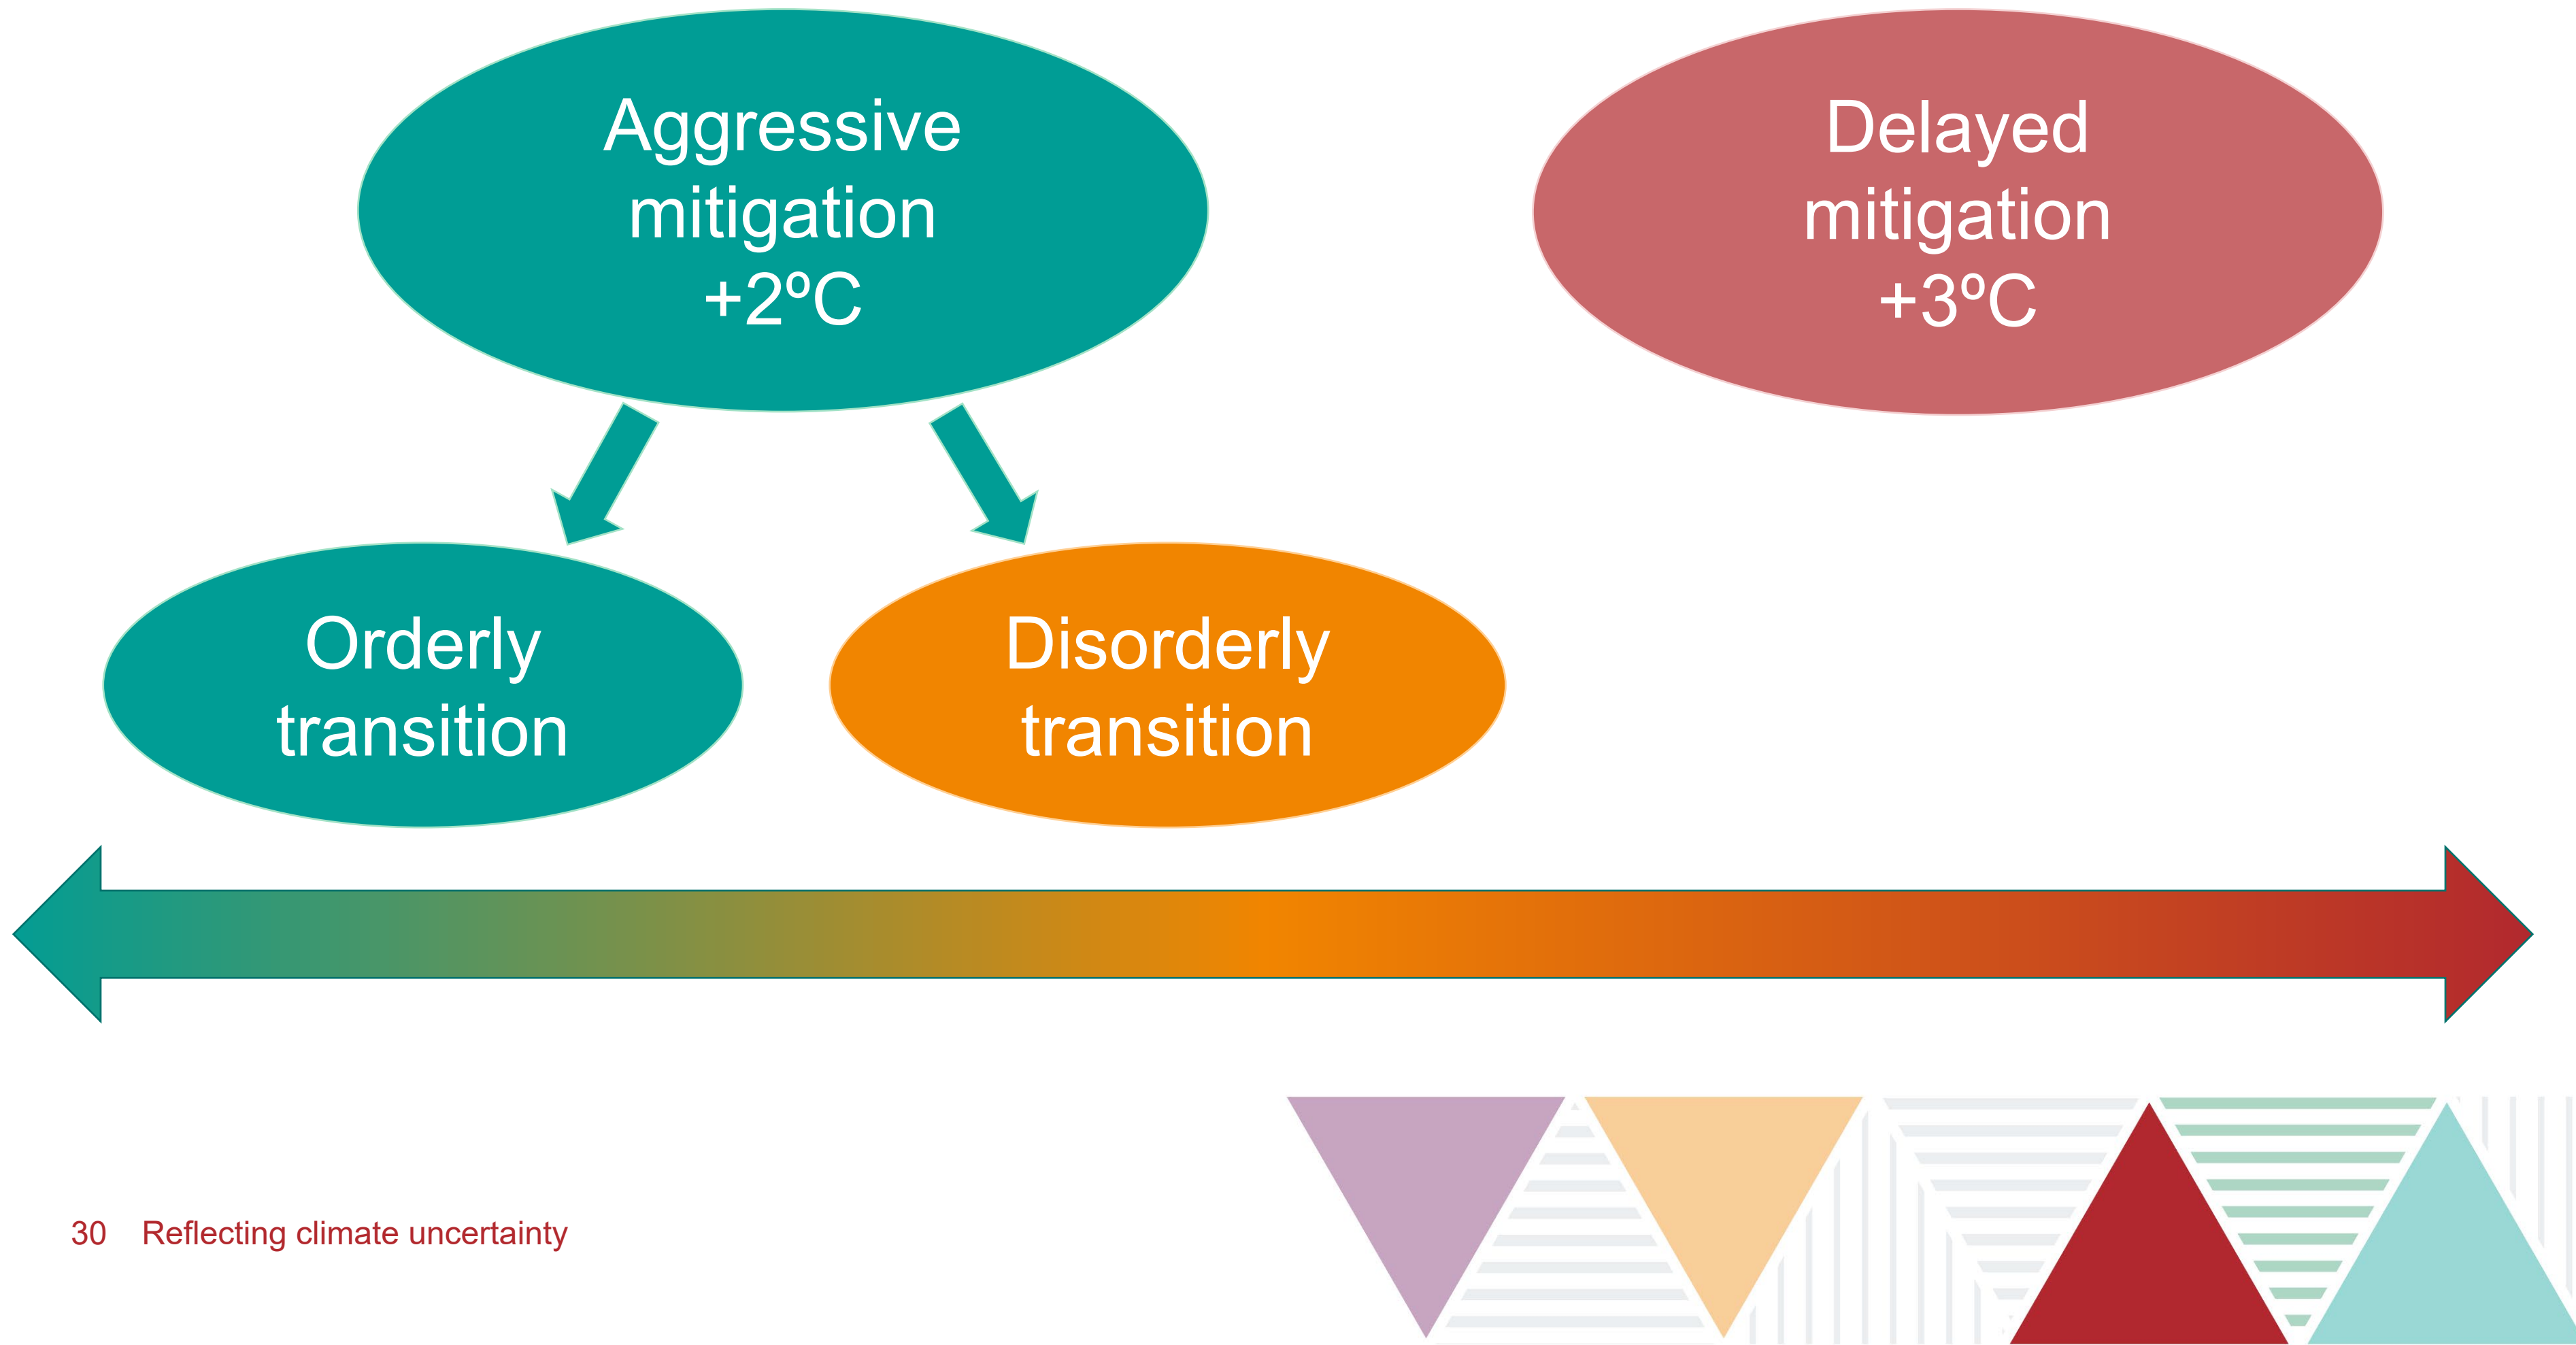 Aggressive
mitigation
+2ºC
Delayed
mitigation
+3ºC
Orderly
transition
Disorderly
transition
30 Reflecting climate uncertainty